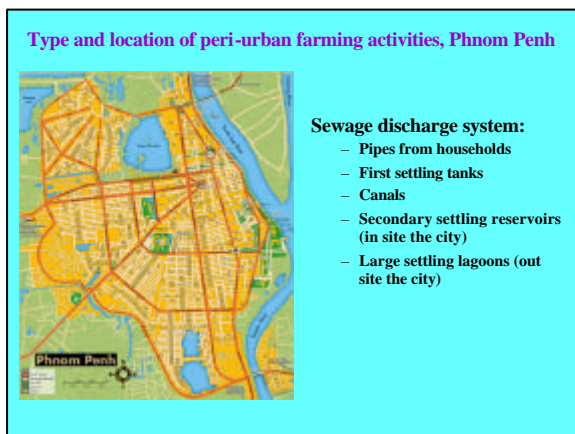 Type and location of peri-urban farming activities, Phnom Penh
Sewage discharge system:
– Pipes from households
– First settling tanks
– Canals
– Secondary settling reservoirs
(in site the city)
– Large settling lagoons (out
site the city)
Phnom Penh